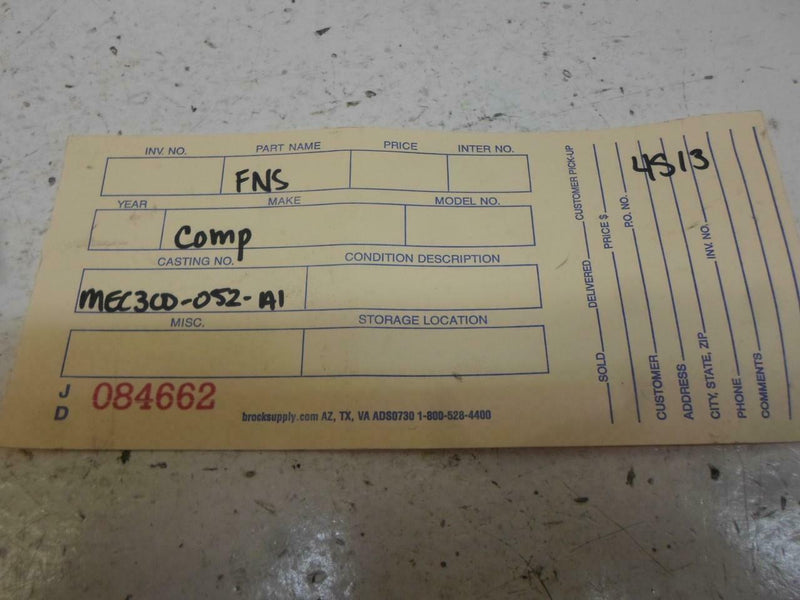 INV. NO. PART NAME PRICE INTER NO.
FNS
YEAR MAKE MODEL NO.
Comp
CASTING NO. CONDITION DESCRIPTION
MEC3CD-052-1A1
MISC. STORAGE LOCATION
J D 084662
brocksupply.com AZ, TX, VA ADS0730 1-800-528-4400
SOLD DELIVERED CUSTOMER PICK-UP
PRICE $
P.O. NO.
4S13
CUSTOMER
ADDRESS
CITY, STATE, ZIP INV. NO.
PHONE
COMMENTS